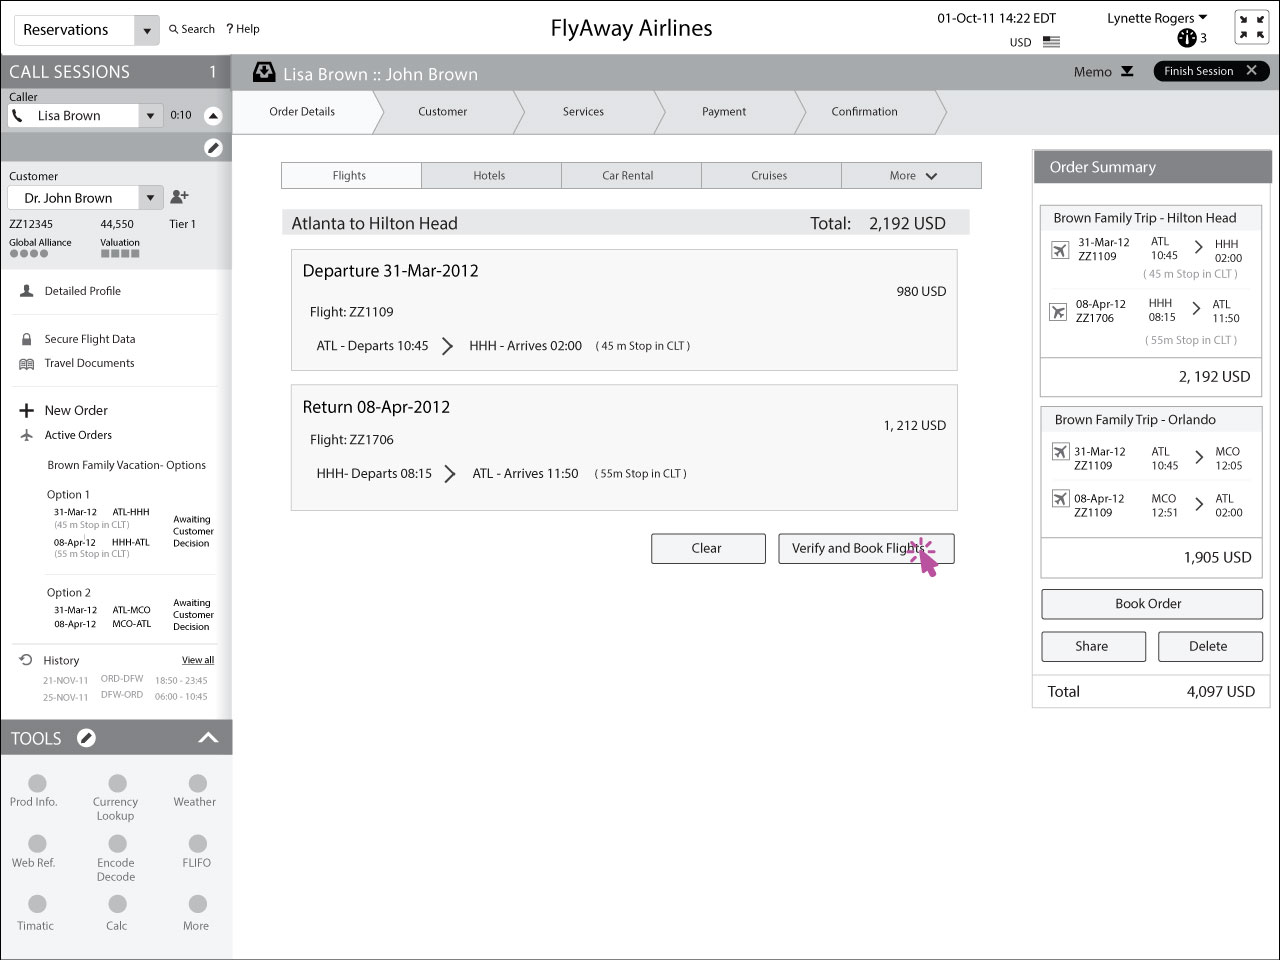 Reservations
Search
? Help
FlyAway Airlines
01-Oct-11 14:22 EDT
USD
Lynette Rogers
3
CALL SESSIONS 1
Caller
Lisa Brown
0:10
Customer
Dr. John Brown
ZZ12345 44,550 Tier 1
Global Alliance Valuation
Detailed Profile
Secure Flight Data
Travel Documents
New Order
Active Orders
Brown Family Vacation- Options
Option 1
31-Mar-12 ATL-HHH
(45 m Stop in CLT)
08-Apr-12 HHH-ATL
(55 m Stop in CLT)
Awaiting
Customer
Decision
Option 2
31-Mar-12 ATL-MCO
08-Apr-12 MCO-ATL
Awaiting
Customer
Decision
History View all
21-NOV-11 ORD-DFW 18:50 - 23:45
25-NOV-11 DFW-ORD 06:00 - 10:45
TOOLS
Prod Info.
Currency
Lookup
Weather
Web Ref.
Encode
Decode
FLIFO
Timatic
Calc
More
Lisa Brown :: John Brown
Memo
Finish Session
Order Details
Customer
Services
Payment
Confirmation
Flights
Hotels
Car Rental
Cruises
More
Atlanta to Hilton Head
Total: 2,192 USD
Departure 31-Mar-2012
980 USD
Flight: ZZ1109
ATL - Departs 10:45 HHH - Arrives 02:00 ( 45 m Stop in CLT )
Return 08-Apr-2012
1, 212 USD
Flight: ZZ1706
HHH- Departs 08:15 ATL - Arrives 11:50 ( 55m Stop in CLT )
Clear
Verify and Book Flights
Order Summary
Brown Family Trip - Hilton Head
31-Mar-12 ATL HHH
ZZ1109 10:45 02:00
( 45 m Stop in CLT )
08-Apr-12 HHH ATL
ZZ1706 08:15 11:50
(55m Stop in CLT )
2, 192 USD
Brown Family Trip - Orlando
31-Mar-12 ATL MCO
ZZ1109 10:45 12:05
08-Apr-12 MCO ATL
ZZ1109 12:51 02:00
1,905 USD
Book Order
Share
Delete
Total 4,097 USD